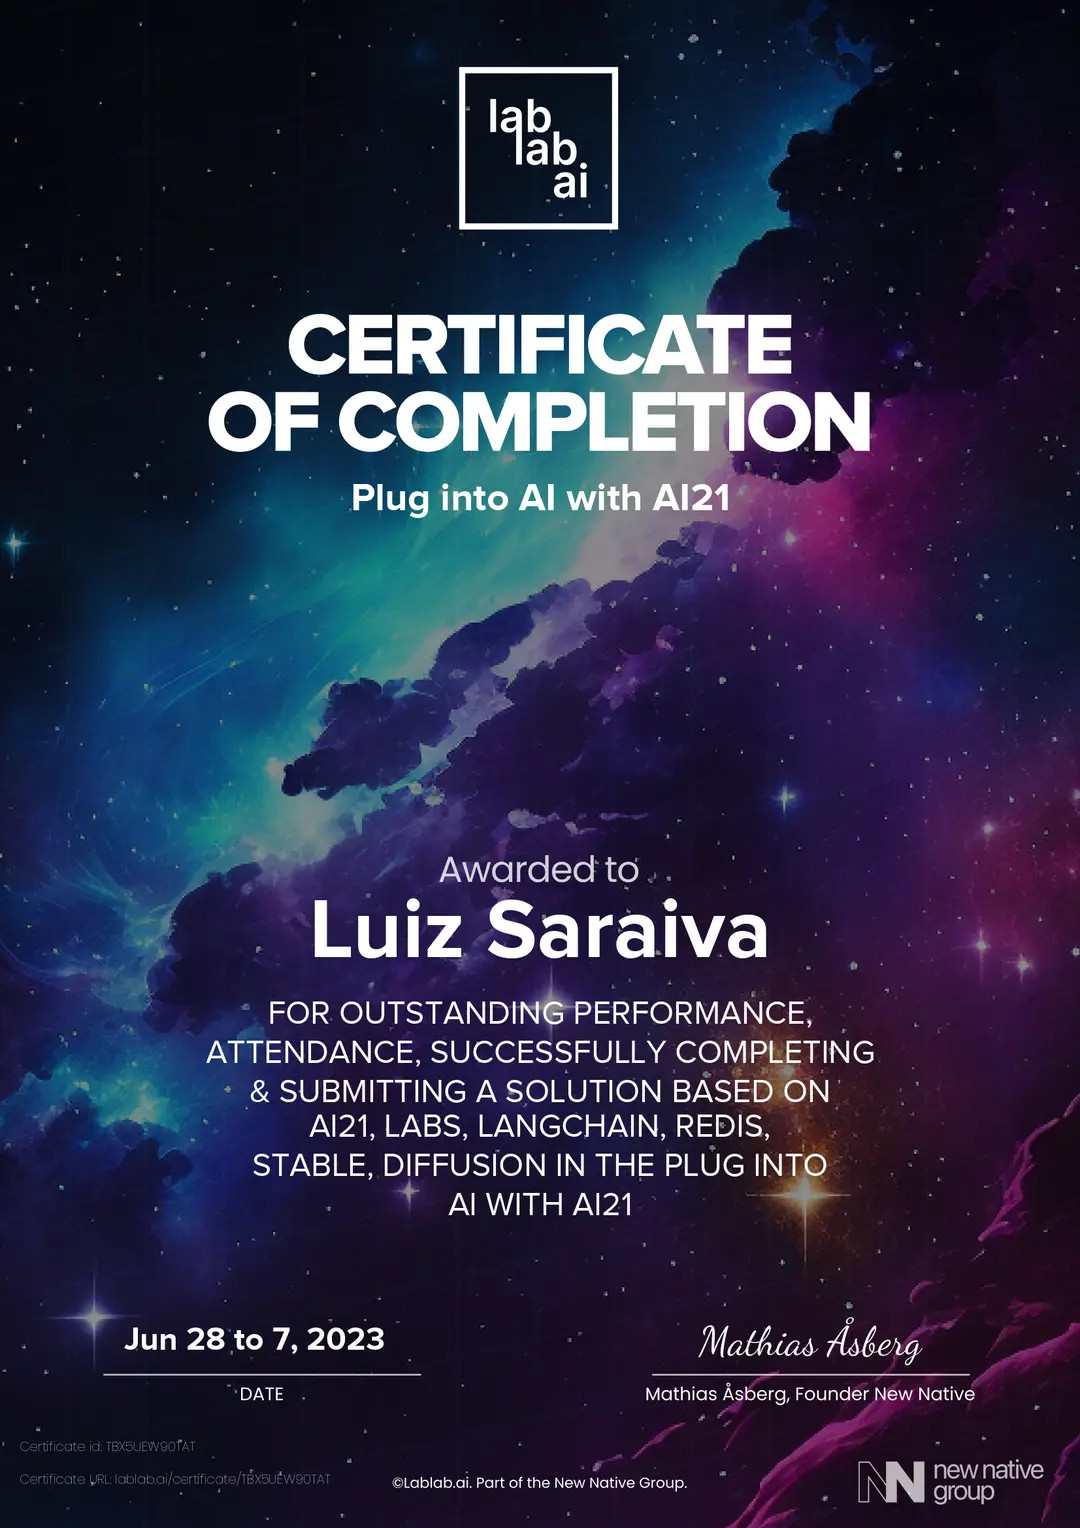 lab
lab
ai
CERTIFICATE
OF COMPLETION
Plug into AI with AI21
Awarded to
Luiz Saraiva
FOR OUTSTANDING PERFORMANCE,
ATTENDANCE, SUCCESSFULLY COMPLETING
& SUBMITTING A SOLUTION BASED ON
AI21, LABS, LANGCHAIN, REDIS,
STABLE, DIFFUSION IN THE PLUG INTO
AI WITH AI21
Jun 28 to 7, 2023
DATE
Mathias Åsberg
Mathias Åsberg, Founder New Native
Certificate id: TBX5UEW90TAT
Certificate URL: lablab.ai/certificate/TBX5UEW90TAT
©Lablab.ai. Part of the New Native Group.
NN new native
group